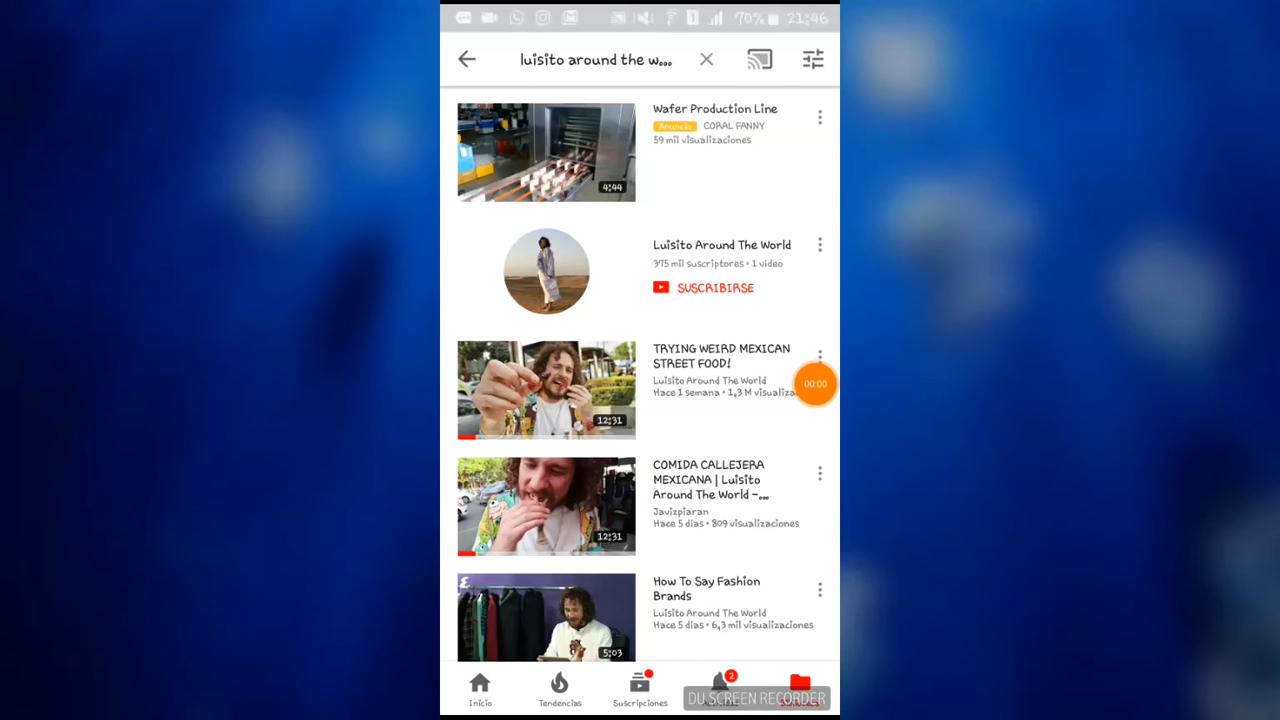 70% 21:46
luisito around the w...
Wafer Production Line
Anuncio CORAL FANNY
59 mil visualizaciones
4:44
Luisito Around The World
375 mil suscriptores • 1 video
SUSCRIBIRSE
TRYING WEIRD MEXICAN
STREET FOOD!
Luisito Around The World
Hace 1 semana • 1,3 M visualiza
00:00
12:31
COMIDA CALLEJERA
MEXICANA | Luisito
Around The World -...
Javizpiaran
Hace 5 días • 809 visualizaciones
12:31
How To Say Fashion
Brands
Luisito Around The World
Hace 5 días • 6,3 mil visualizaciones
5:03
Inicio
Tendencias
Suscripciones
2
DU SCREEN RECORDER